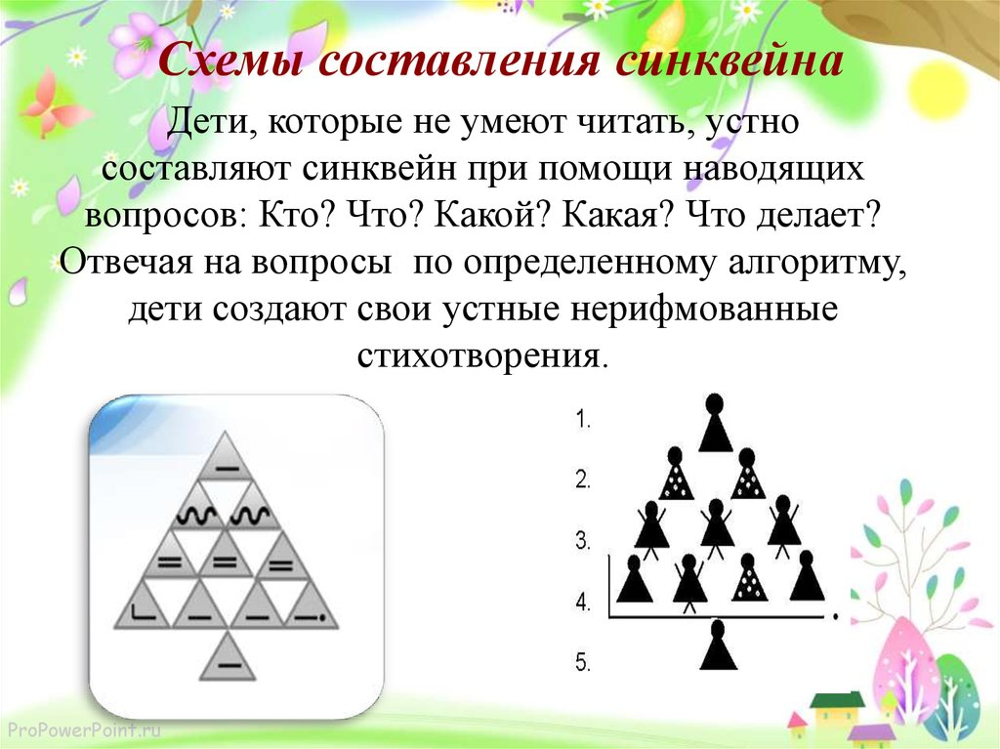 Схемы составления синквейна
Дети, которые не умеют читать, устно
составляют синквейн при помощи наводящих
вопросов: Кто? Что? Какой? Какая? Что делает?
Отвечая на вопросы по определенному алгоритму,
дети создают свои устные нерифмованные
стихотворения.
1.
2.
3.
4.
5.
ProPowerPoint.ru